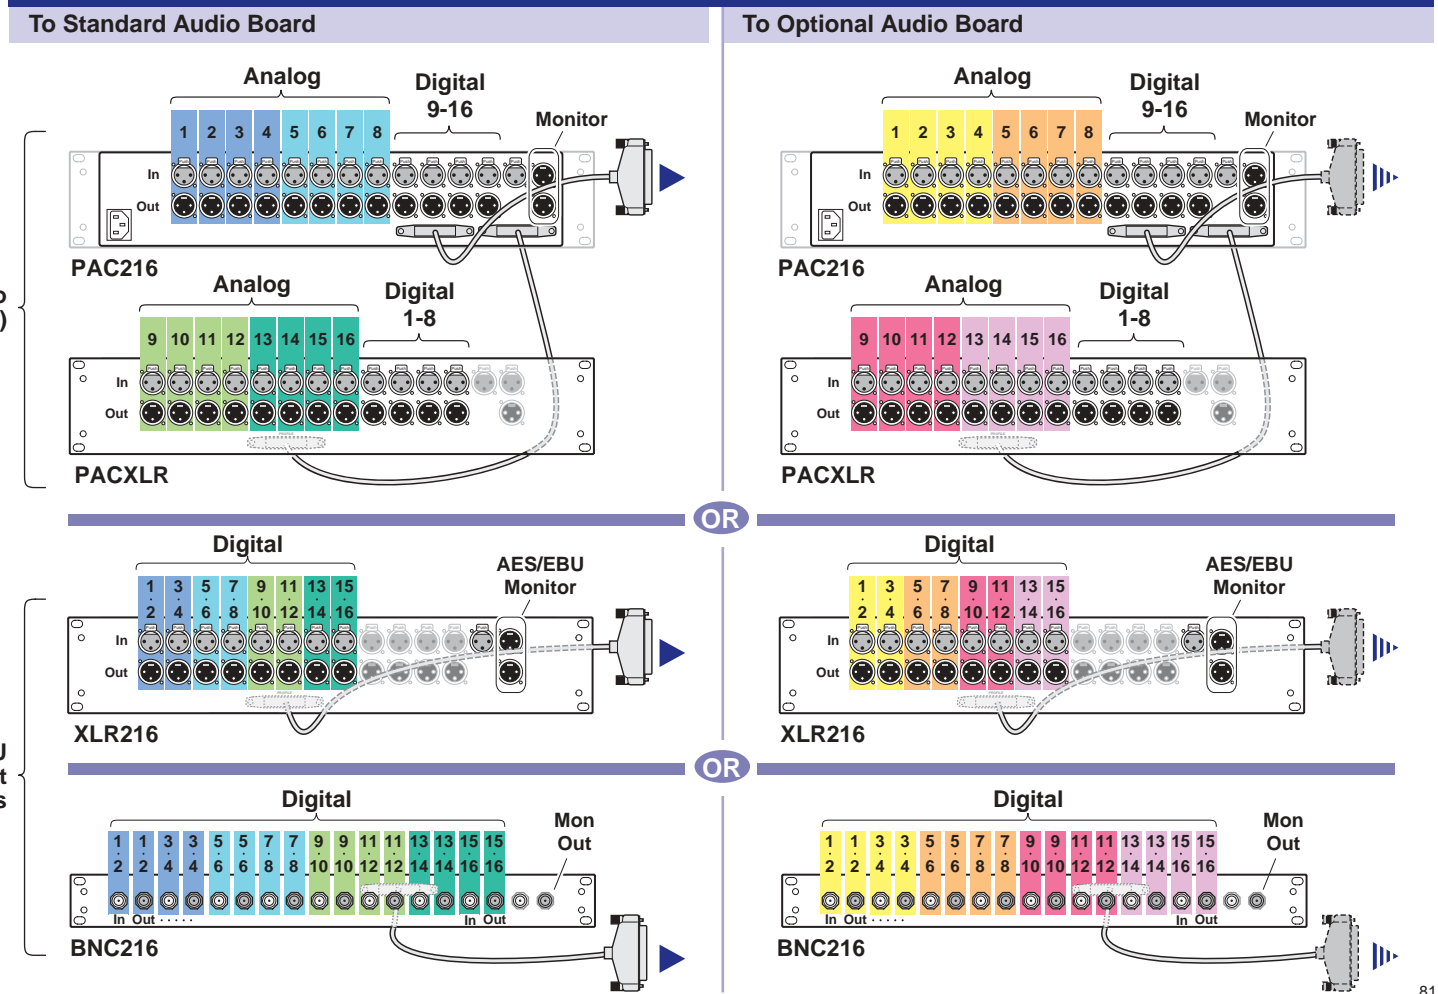 To Standard Audio Board
Analog
Digital
9-16
Monitor
1 2 3 4 5 6 7 8
In
Out
PAC216
Analog
Digital
1-8
9 10 11 12 13 14 15 16
In
Out
PACXLR
To Optional Audio Board
Analog
Digital
9-16
Monitor
1 2 3 4 5 6 7 8
In
Out
PAC216
Analog
Digital
1-8
9 10 11 12 13 14 15 16
In
Out
PACXLR
o
)
OR
Digital
AES/EBU
Monitor
1 3 5 7 9 11 13 15
2 4 6 8 10 12 14 16
In
Out
XLR216
Digital
AES/EBU
Monitor
1 3 5 7 9 11 13 15
2 4 6 8 10 12 14 16
In
Out
XLR216
U
t
s
OR
Digital
Mon
Out
1 1 3 3 5 5 7 7 9 9 11 11 13 13 15 15
2 2 4 4 6 6 8 8 10 10 12 12 14 14 16 16
In Out ..... In Out
BNC216
Digital
Mon
Out
1 1 3 3 5 5 7 7 9 9 11 11 13 13 15 15
2 2 4 4 6 6 8 8 10 10 12 12 14 14 16 16
In Out ..... In Out
BNC216
81